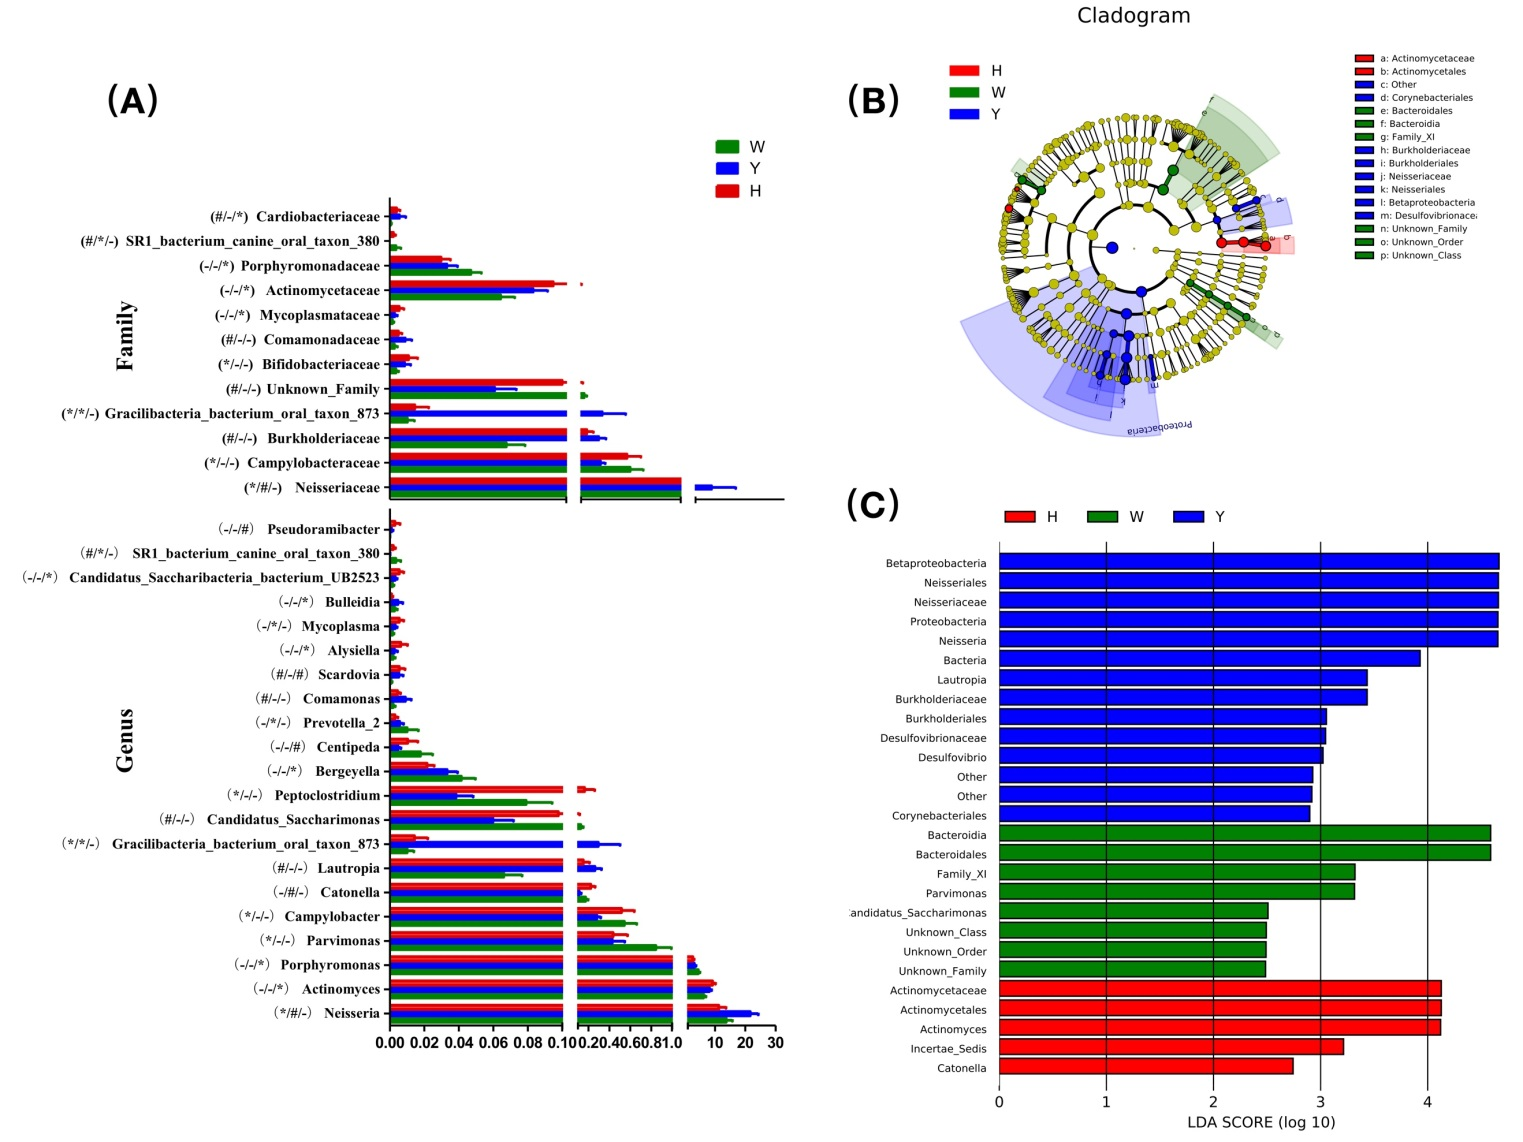 (A)
W
Y
H
Family
(#/-/*) Cardiobacteriaceae
(#/*/-) SR1_bacterium_canine_oral_taxon_380
(-/-/*) Porphyromonadaceae
(-/-/*) Actinomycetaceae
(-/-/*) Mycoplasmataceae
(#/-/-) Comamonadaceae
(*/-/-) Bifidobacteriaceae
(#/-/-) Unknown_Family
(*/*/-) Gracilibacteria_bacterium_oral_taxon_873
(#/-/-) Burkholderiaceae
(*/-/-) Campylobacteraceae
(*/#/-) Neisseriaceae
Genus
(-/-/#) Pseudoramibacter
(#/*/-) SR1_bacterium_canine_oral_taxon_380
(-/-/*) Candidatus_Saccharibacteria_bacterium_UB2523
(-/-/*) Bulleidia
(-/*/-) Mycoplasma
(-/-/*) Alysiella
(#/-/#) Scardovia
(#/-/-) Comamonas
(-/*/-) Prevotella_2
(-/-/#) Centipeda
(-/-/*) Bergeyella
(*/-/-) Peptoclostridium
(#/-/-) Candidatus_Saccharimonas
(*/*/-) Gracilibacteria_bacterium_oral_taxon_873
(#/-/-) Lautropia
(-/#/-) Catonella
(*/-/-) Campylobacter
(*/-/-) Parvimonas
(-/-/*) Porphyromonas
(-/-/*) Actinomyces
(*/#/-) Neisseria
0.00 0.02 0.04 0.06 0.08 0.10 0.20.40.60.81.0 10 20 30
Cladogram
(B)
H
W
Y
a: Actinomycetaceae
b: Actinomycetales
c: Other
d: Corynebacteriales
e: Bacteroidales
f: Bacteroidia
g: Family_XI
h: Burkholderiaceae
i: Burkholderiales
j: Neisseriaceae
k: Neisseriales
l: Betaproteobacteria
m: Desulfovibrionacea
n: Unknown_Family
o: Unknown_Order
p: Unknown_Class
Proteobacteria
(C)
H W Y
Betaproteobacteria
Neisseriales
Neisseriaceae
Proteobacteria
Neisseria
Bacteria
Lautropia
Burkholderiaceae
Burkholderiales
Desulfovibrionaceae
Desulfovibrio
Other
Other
Corynebacteriales
Bacteroidia
Bacteroidales
Family_XI
Parvimonas
andidatus_Saccharimonas
Unknown_Class
Unknown_Order
Unknown_Family
Actinomycetaceae
Actinomycetales
Actinomyces
Incertae_Sedis
Catonella
0 1 2 3 4
LDA SCORE (log 10)